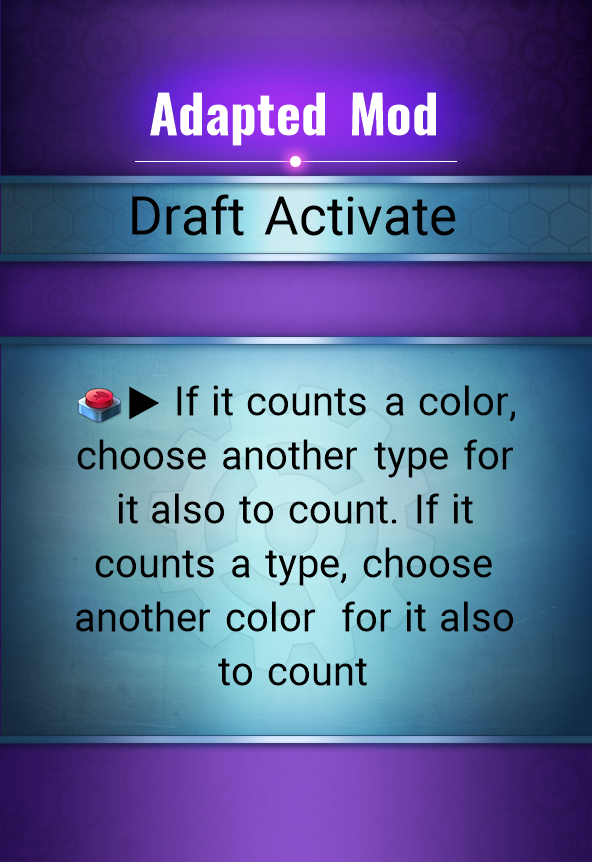 Adapted Mod
Draft Activate
▶ If it counts a color,
choose another type for
it also to count. If it
counts a type, choose
another color for it also
to count